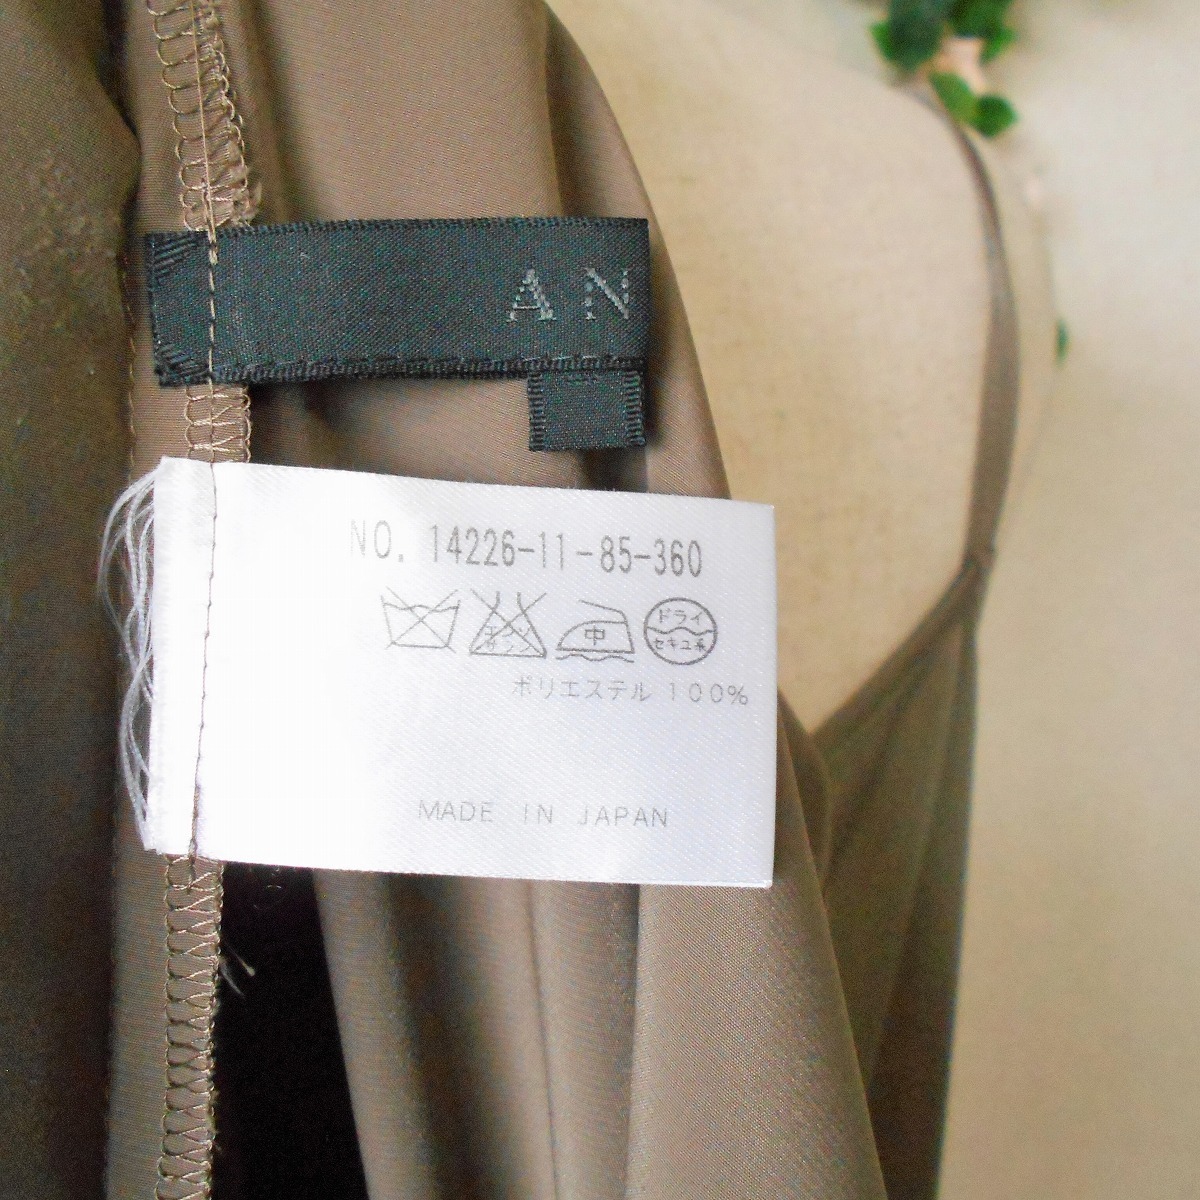 A N
NO. 14226-11-85-360
中 ドライ
セキユ系
ポリエステル 100%
MADE IN JAPAN